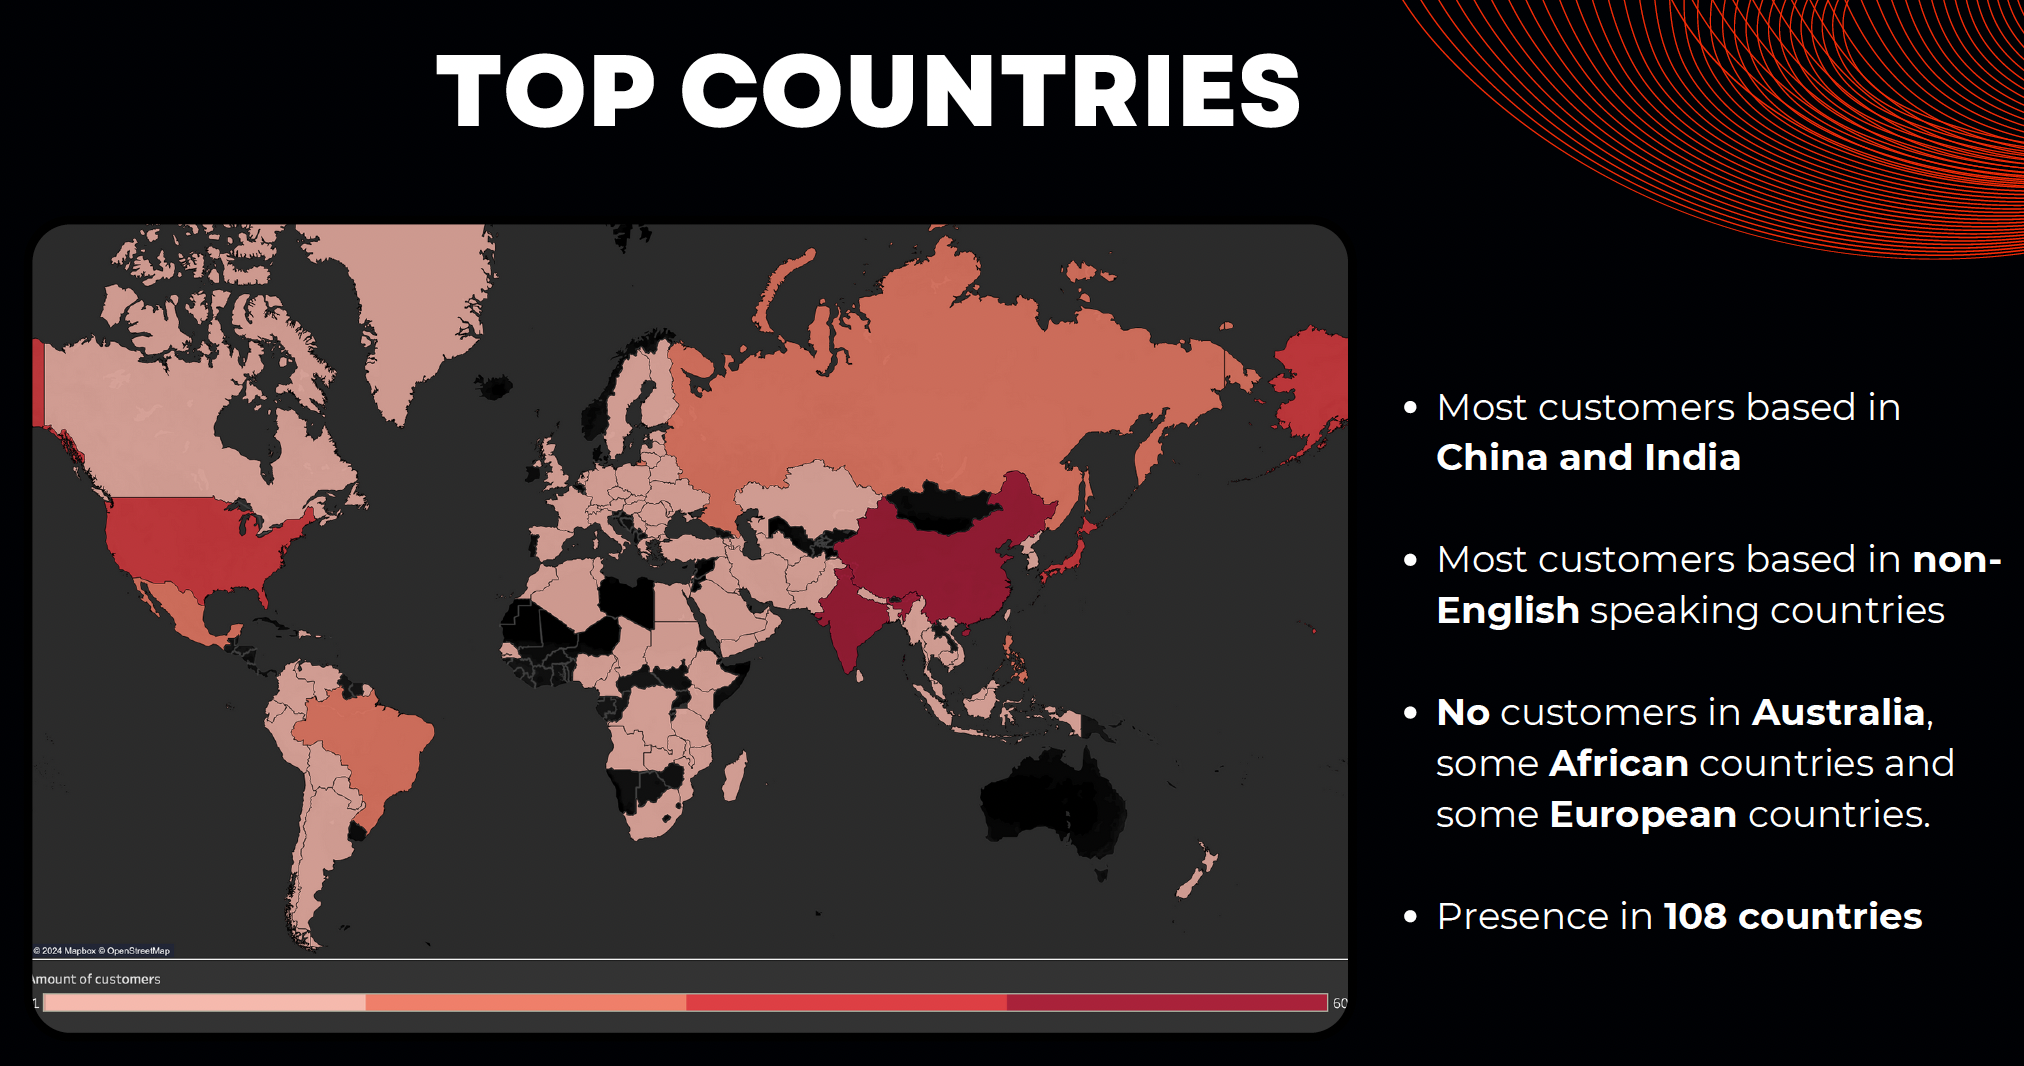 TOP COUNTRIES
Most customers based in
China and India
Most customers based in non-
English speaking countries
No customers in Australia,
some African countries and
some European countries.
Presence in 108 countries
© 2024 Mapbox © OpenStreetMap
Amount of customers
1
60